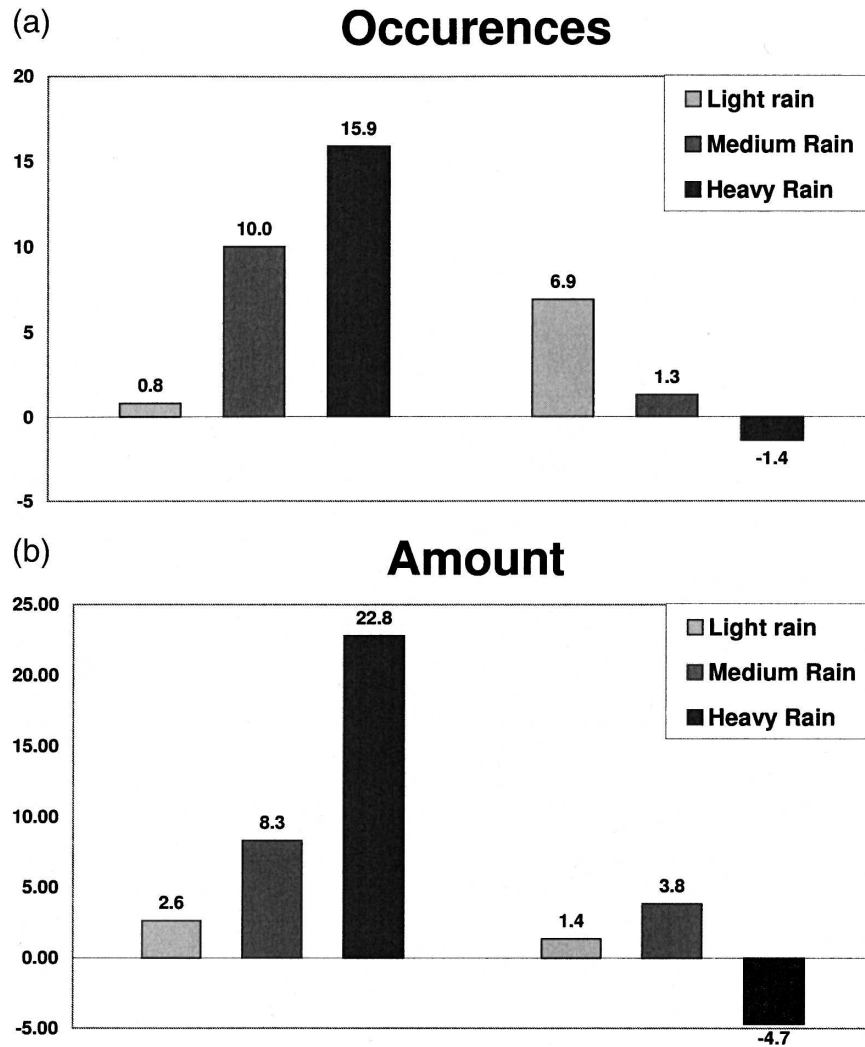 (a)
Occurences
20
15
10
5
0
-5
0.8
10.0
15.9
6.9
1.3
-1.4
Light rain
Medium Rain
Heavy Rain
(b)
Amount
25.00
20.00
15.00
10.00
5.00
0.00
-5.00
2.6
8.3
22.8
1.4
3.8
-4.7
Light rain
Medium Rain
Heavy Rain